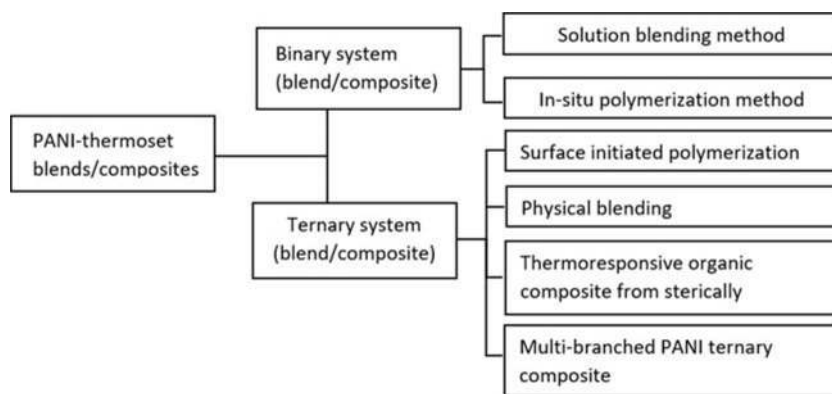 PANI-thermoset
blends/composites
Binary system
(blend/composite)
Solution blending method
In-situ polymerization method
Ternary system
(blend/composite)
Surface initiated polymerization
Physical blending
Thermoresponsive organic
composite from sterically
Multi-branched PANI ternary
composite